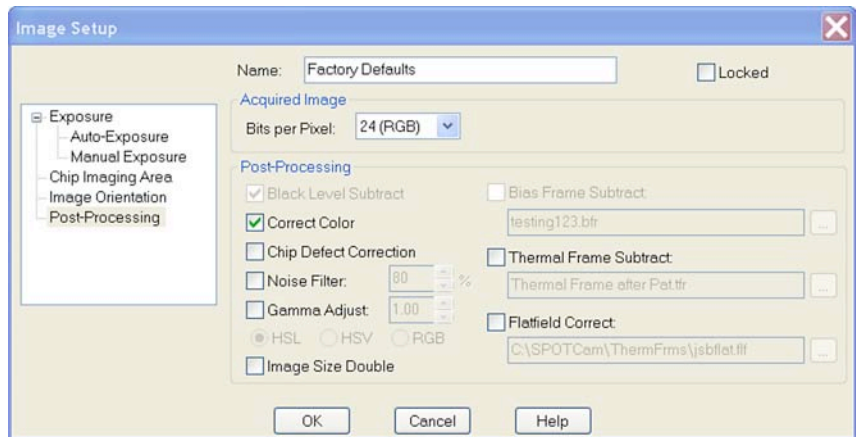 Image Setup
Name: Factory Defaults
Locked
Exposure
Auto-Exposure
Manual Exposure
Chip Imaging Area
Image Orientation
Post-Processing
Acquired Image
Bits per Pixel: 24 (RGB)
Post-Processing
Black Level Subtract
Correct Color
Chip Defect Correction
Noise Filter: 80 %
Gamma Adjust: 1.00
HSL HSV RGB
Image Size Double
Bias Frame Subtract:
testing123.bfr
...
Thermal Frame Subtract:
Thermal Frame after Pat.tfr
...
Flatfield Correct:
C:\SPOTCam\ThermFrms\jsbflat.flf
...
OK Cancel Help